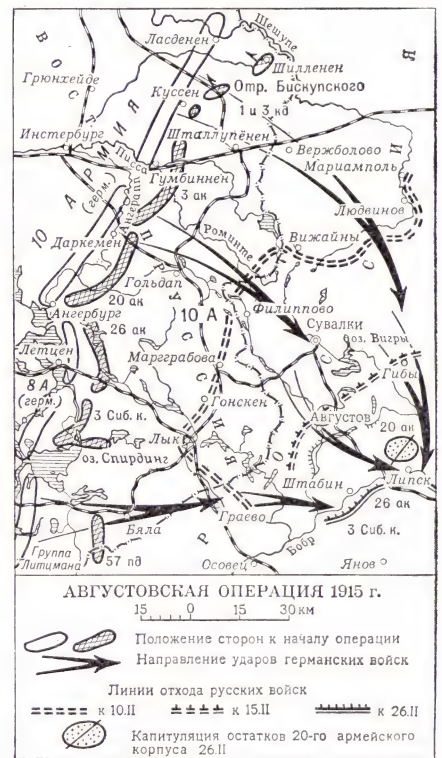 Ласденен
Шешупе
Грюнхейде
Шилленен
Куссен
Отр. Бискупского
1 и 3 кд
Инстербург
Шталлупёнен
Вержболово
Мариамполь
Писса
Гумбиннен
3 ак
10 АРМИЯ
(герм.)
Ангерапп
Людвинов
Роминте
Вижайны
Даркемен
Гольдап
20 ак
10 А
Филиппово
Ангербург
26 ак
Сувалки
оз. Вигры
Летцен
Маргграбова
Гибы
8 А
(герм.)
Гонскен
3 Сиб. к.
Августов
20 ак
Лык
оз. Спирдинг
Штабин
Липск
26 ак
Граево
3 Сиб. к.
Бяла
Бобр
Группа
Литцмана
57 пд
Осовец
Янов
ВОСТ
ПРУССИЯ
РОССИЯ
АВГУСТОВСКАЯ ОПЕРАЦИЯ 1915 г.
15 0 15 30 км
Положение сторон к началу операции
Направление ударов германских войск
Линии отхода русских войск
к 10.II к 15.II к 26.II
Капитуляция остатков 20-го армейского
корпуса 26.II